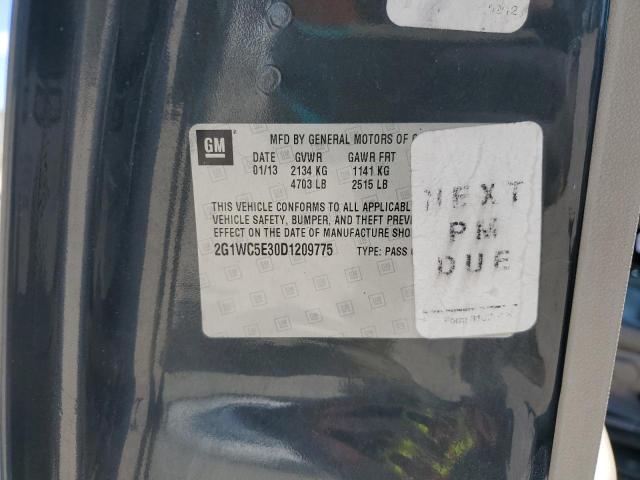 GM
MFD BY GENERAL MOTORS OF
DATE GVWR GAWR FRT
01/13 2134 KG 1141 KG
4703 LB 2515 LB
THIS VEHICLE CONFORMS TO ALL APPLICABL
VEHICLE SAFETY, BUMPER, AND THEFT PREVE
EFFECT ON THE DATE OF MANUFACTURE SHO
2G1WC5E30D1209775 TYPE: PASS
NEXT
PM
DUE